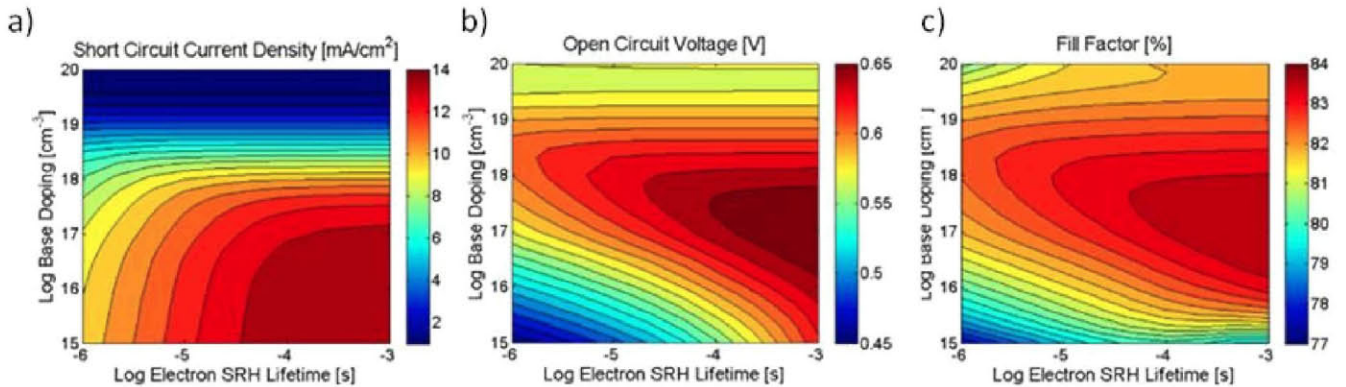 a)
Short Circuit Current Density [mA/cm²]
20
19
18
17
16
15
Log Base Doping [cm⁻³]
-6 -5 -4 -3
Log Electron SRH Lifetime [s]
14
12
10
8
6
4
2
b)
Open Circuit Voltage [V]
20
19
18
17
16
15
Log Base Doping [cm⁻³]
-6 -5 -4 -3
Log Electron SRH Lifetime [s]
0.65
0.6
0.55
0.5
0.45
c)
Fill Factor [%]
20
19
18
17
16
15
Log Base Doping [cm⁻³]
-6 -5 -4 -3
Log Electron SRH Lifetime [s]
84
83
82
81
80
79
78
77